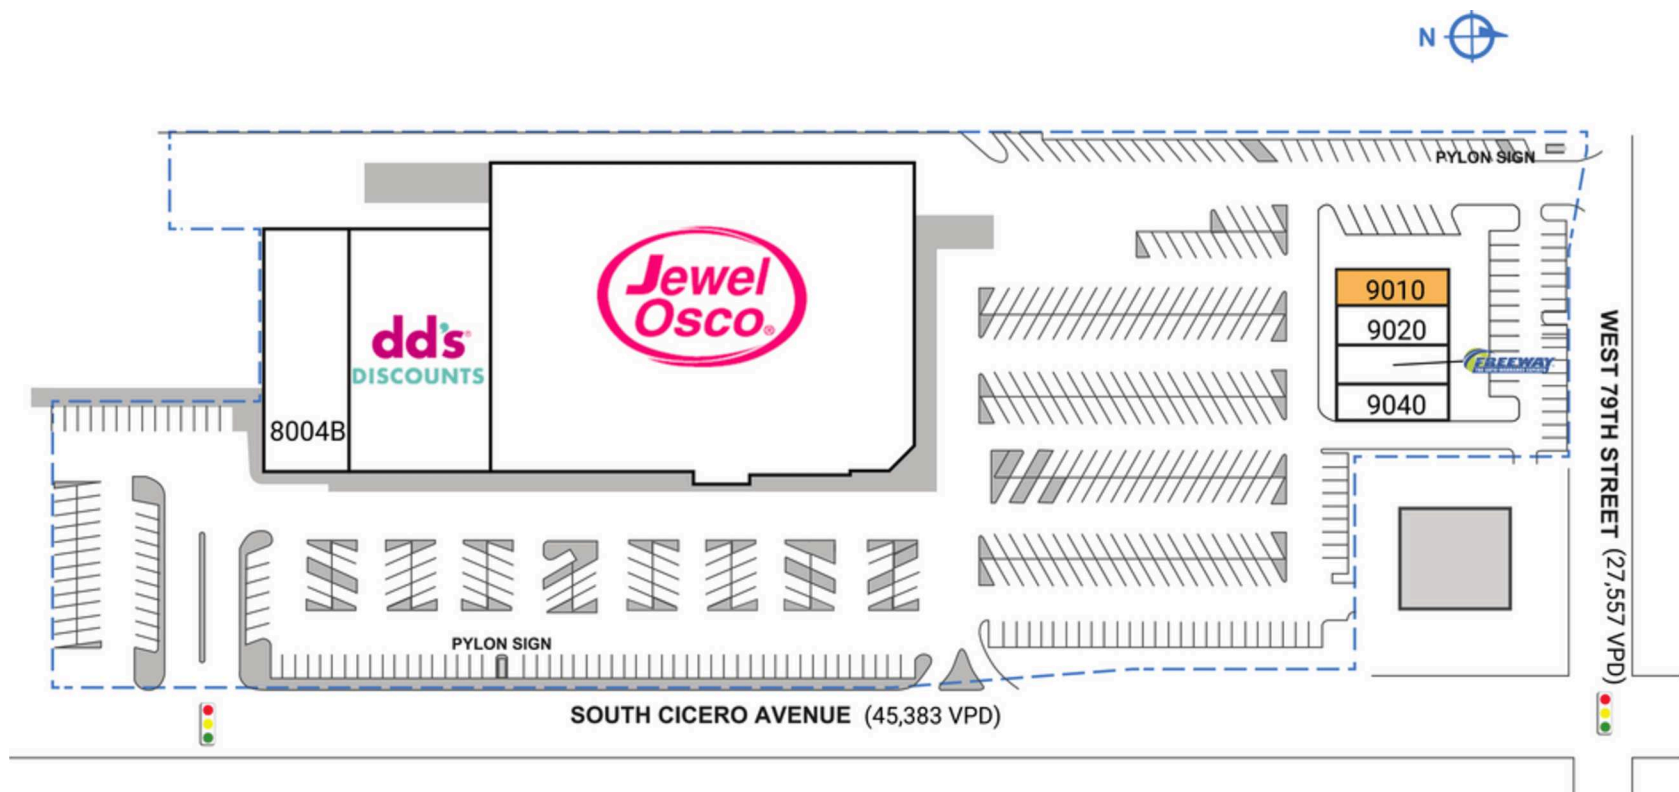 N
PYLON SIGN
9010
9020
FREEWAY
9040
Jewel
Osco®
dd's
DISCOUNTS
8004B
WEST 79TH STREET (27,557 VPD)
PYLON SIGN
SOUTH CICERO AVENUE (45,383 VPD)